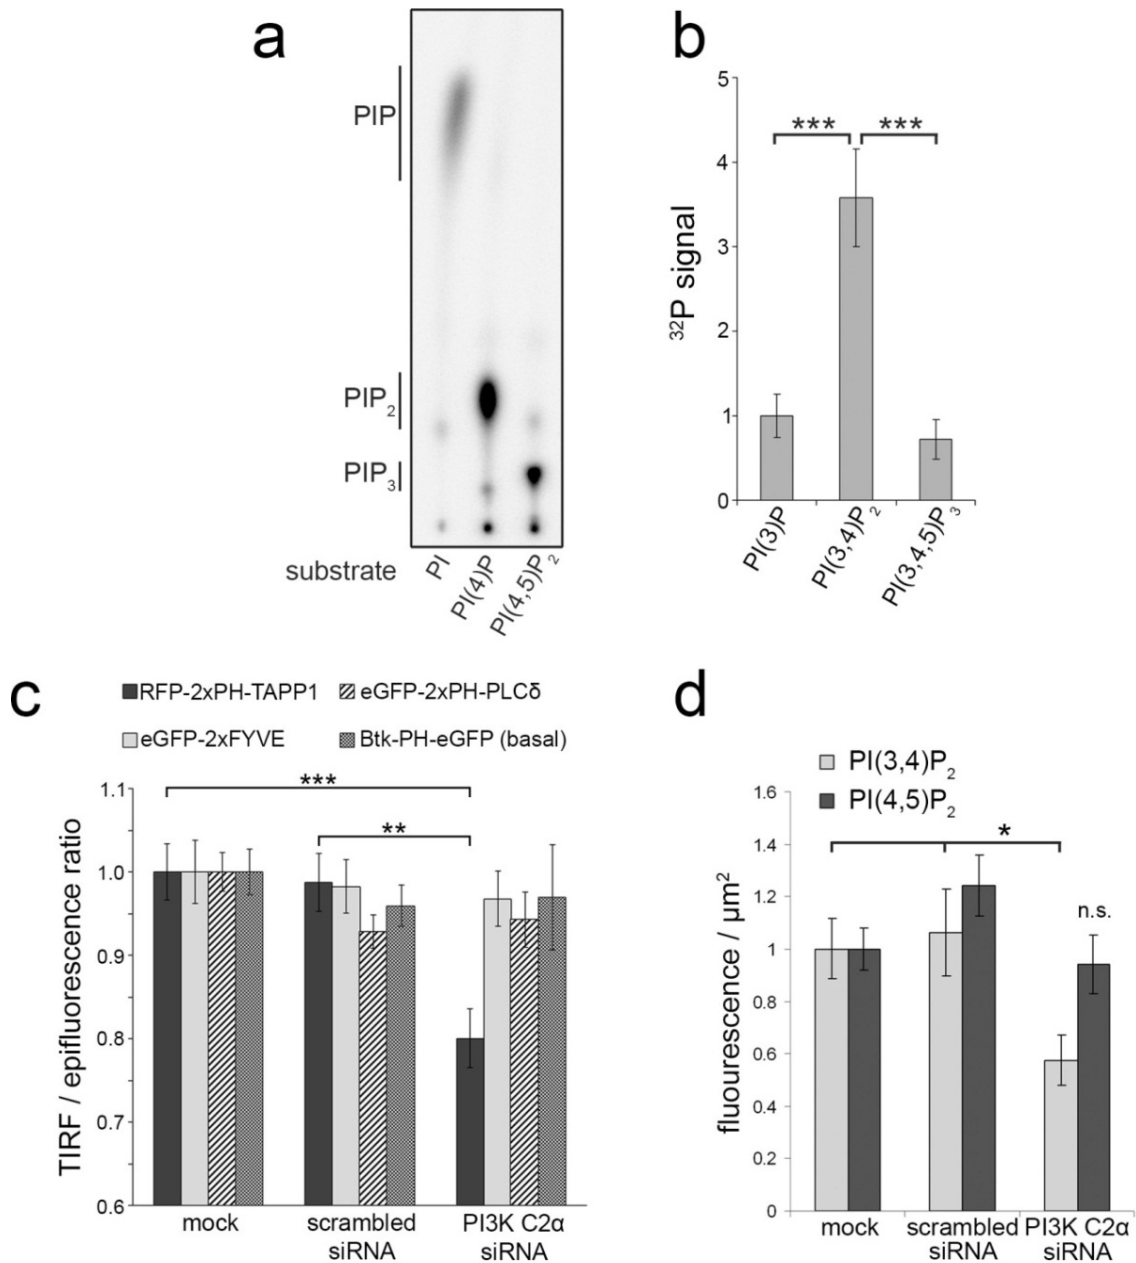 a
PIP
PIP₂
PIP₃
substrate
PI
PI(4)P
PI(4,5)P₂
b
³²P signal
5
4
3
2
1
0
***
***
PI(3)P
PI(3,4)P₂
PI(3,4,5)P₃
c
RFP-2xPH-TAPP1
eGFP-2xPH-PLCδ
eGFP-2xFYVE
Btk-PH-eGFP (basal)
TIRF / epifluorescence ratio
1.1
1.0
0.9
0.8
0.7
0.6
***
**
mock
scrambled
siRNA
PI3K C2α
siRNA
d
PI(3,4)P₂
PI(4,5)P₂
fluorescence / µm²
1.6
1.4
1.2
1
0.8
0.6
0.4
0.2
0
*
n.s.
mock
scrambled
siRNA
PI3K C2α
siRNA